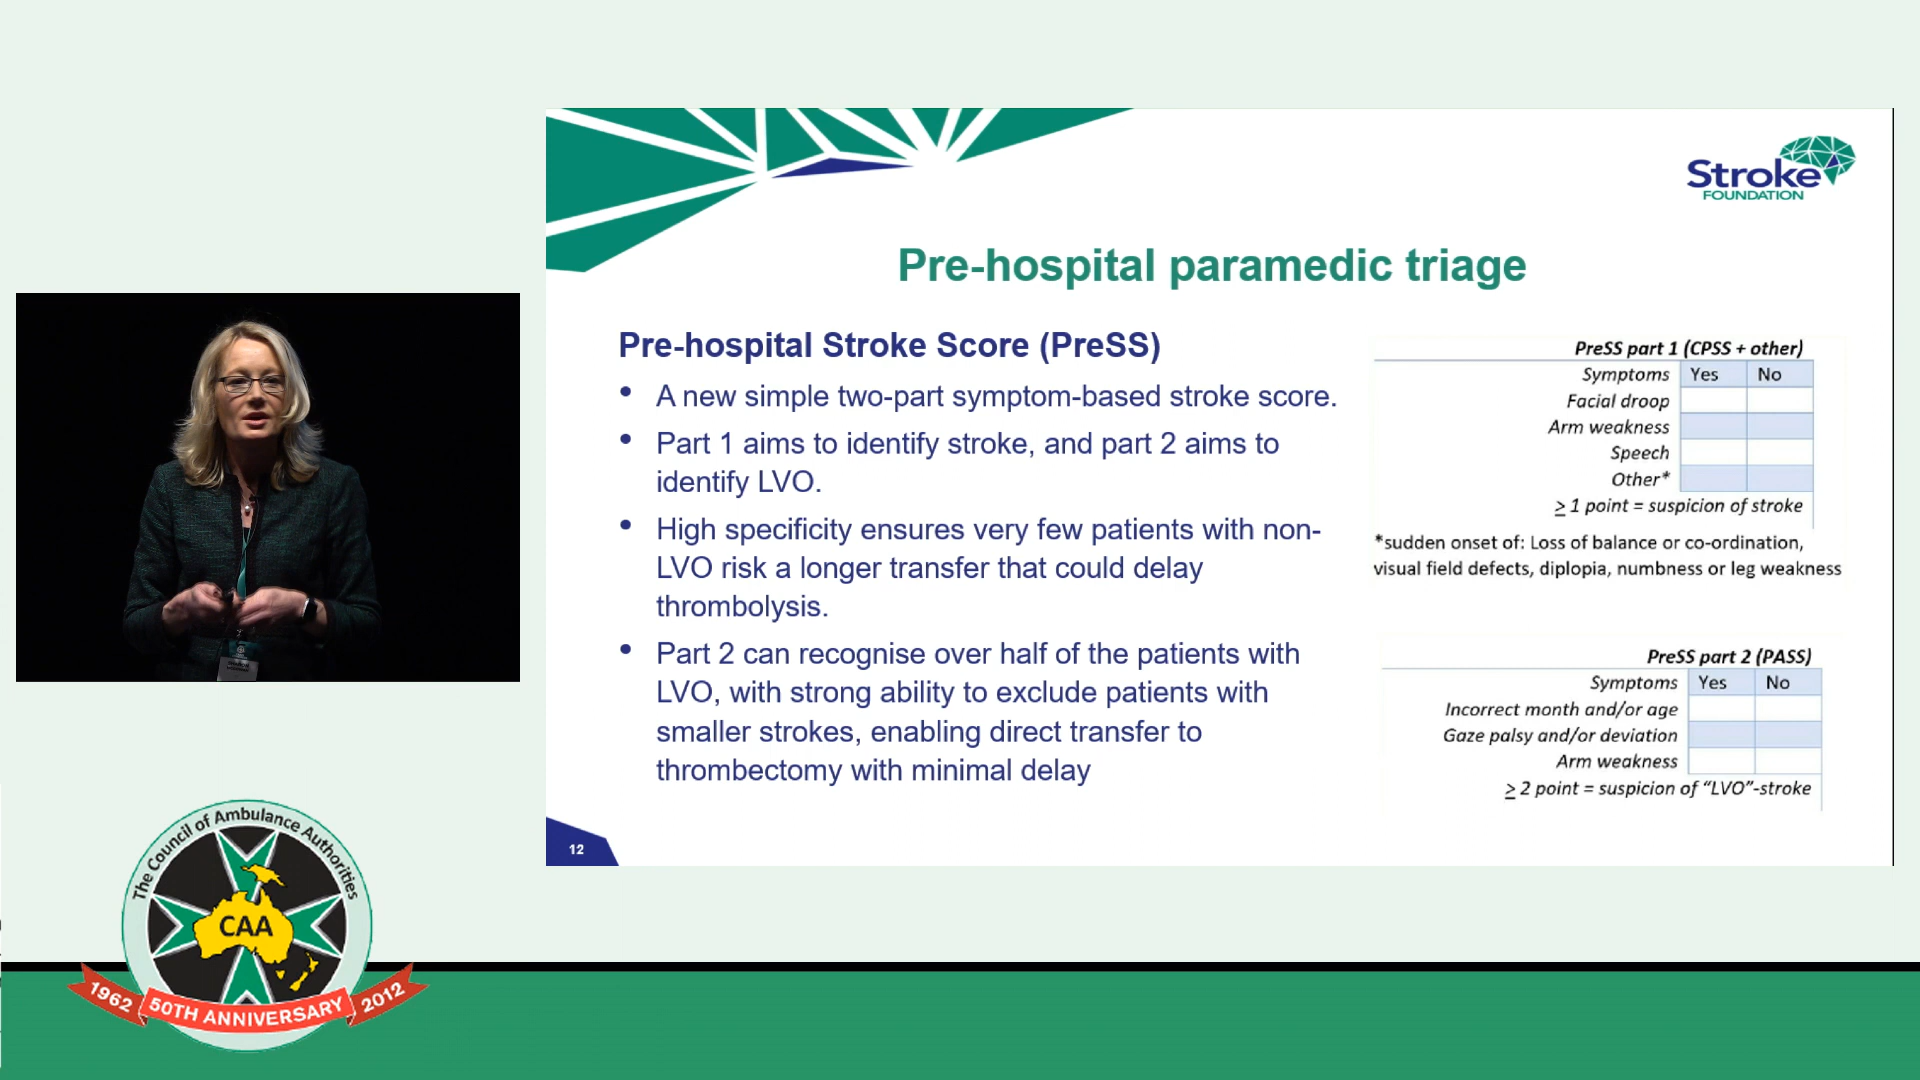 Stroke
FOUNDATION
Pre-hospital paramedic triage
Pre-hospital Stroke Score (PreSS)
• A new simple two-part symptom-based stroke score.
• Part 1 aims to identify stroke, and part 2 aims to
identify LVO.
• High specificity ensures very few patients with non-
LVO risk a longer transfer that could delay
thrombolysis.
• Part 2 can recognise over half of the patients with
LVO, with strong ability to exclude patients with
smaller strokes, enabling direct transfer to
thrombectomy with minimal delay
PreSS part 1 (CPSS + other)
Symptoms Yes No
Facial droop
Arm weakness
Speech
Other*
≥ 1 point = suspicion of stroke
*sudden onset of: Loss of balance or co-ordination,
visual field defects, diplopia, numbness or leg weakness
PreSS part 2 (PASS)
Symptoms Yes No
Incorrect month and/or age
Gaze palsy and/or deviation
Arm weakness
≥ 2 point = suspicion of "LVO"-stroke
12
The Council of Ambulance Authorities
CAA
1962 50TH ANNIVERSARY 2012